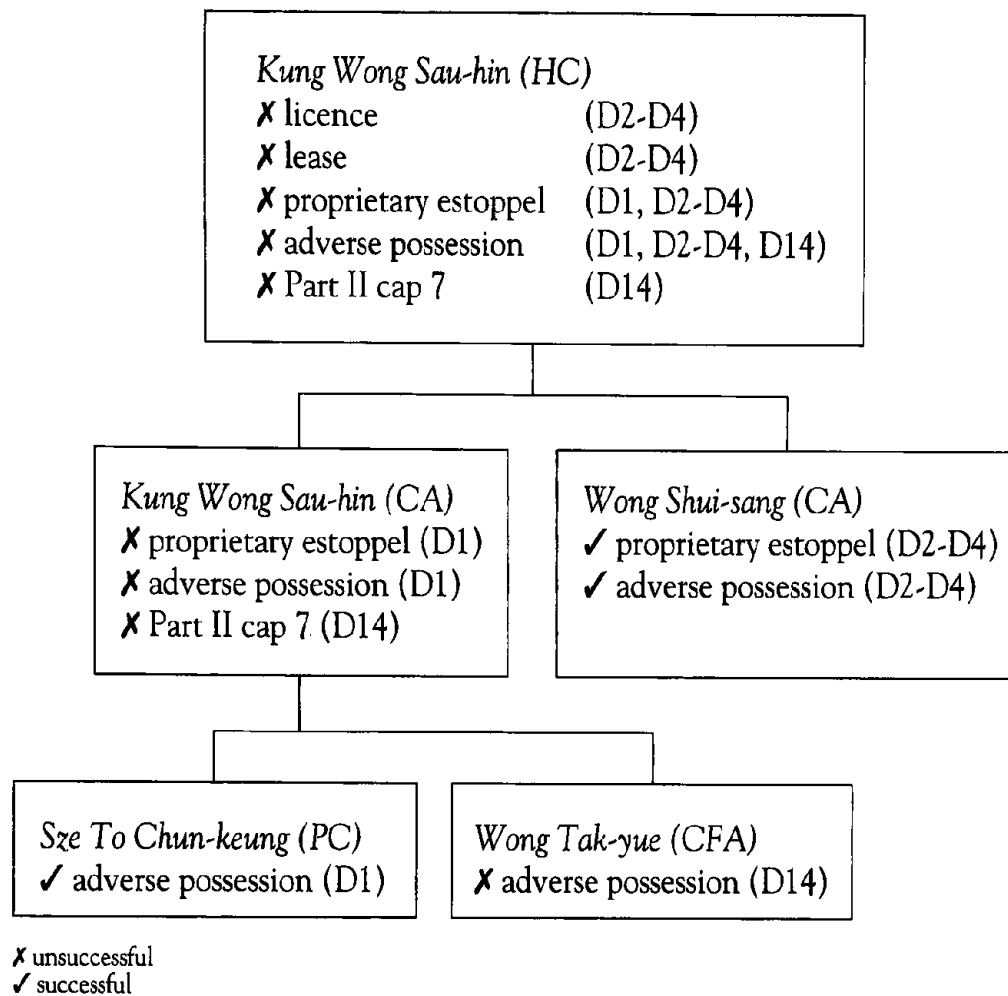 Kung Wong Sau-hin (HC)
✗ licence (D2-D4)
✗ lease (D2-D4)
✗ proprietary estoppel (D1, D2-D4)
✗ adverse possession (D1, D2-D4, D14)
✗ Part II cap 7 (D14)
Kung Wong Sau-hin (CA)
✗ proprietary estoppel (D1)
✗ adverse possession (D1)
✗ Part II cap 7 (D14)
Wong Shui-sang (CA)
✓ proprietary estoppel (D2-D4)
✓ adverse possession (D2-D4)
Sze To Chun-keung (PC)
✓ adverse possession (D1)
Wong Tak-yue (CFA)
✗ adverse possession (D14)
✗ unsuccessful
✓ successful